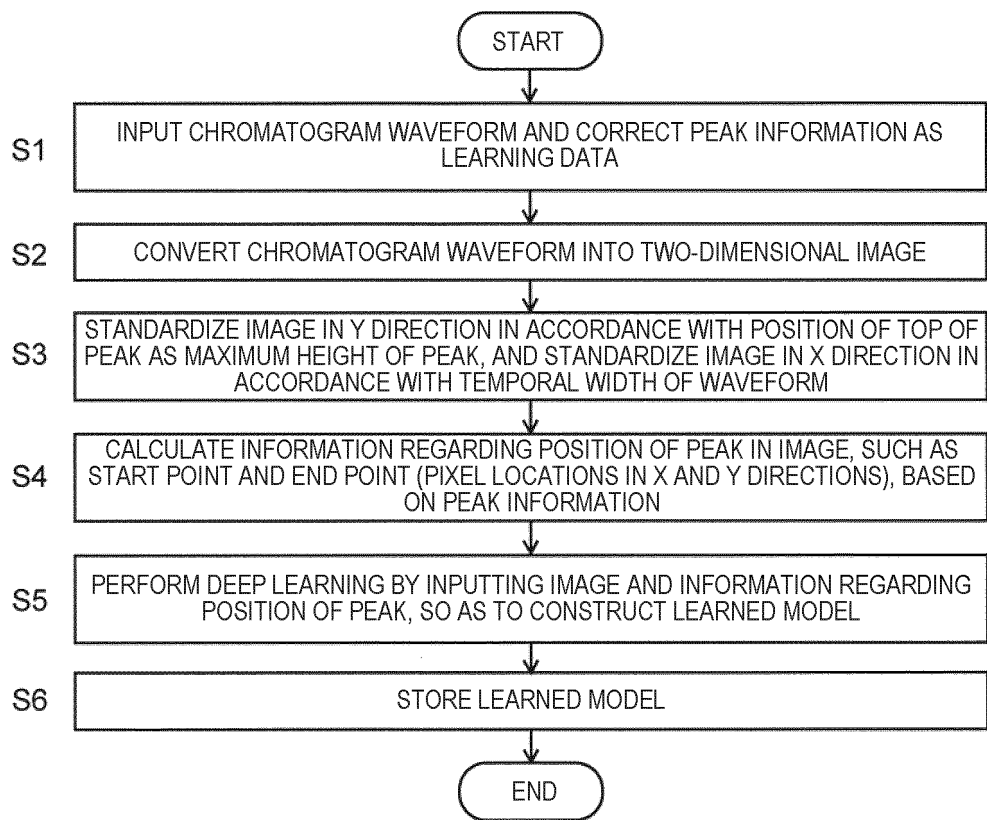 START
S1
INPUT CHROMATOGRAM WAVEFORM AND CORRECT PEAK INFORMATION AS
LEARNING DATA
S2
CONVERT CHROMATOGRAM WAVEFORM INTO TWO-DIMENSIONAL IMAGE
S3
STANDARDIZE IMAGE IN Y DIRECTION IN ACCORDANCE WITH POSITION OF TOP OF
PEAK AS MAXIMUM HEIGHT OF PEAK, AND STANDARDIZE IMAGE IN X DIRECTION IN
ACCORDANCE WITH TEMPORAL WIDTH OF WAVEFORM
S4
CALCULATE INFORMATION REGARDING POSITION OF PEAK IN IMAGE, SUCH AS
START POINT AND END POINT (PIXEL LOCATIONS IN X AND Y DIRECTIONS), BASED
ON PEAK INFORMATION
S5
PERFORM DEEP LEARNING BY INPUTTING IMAGE AND INFORMATION REGARDING
POSITION OF PEAK, SO AS TO CONSTRUCT LEARNED MODEL
S6
STORE LEARNED MODEL
END